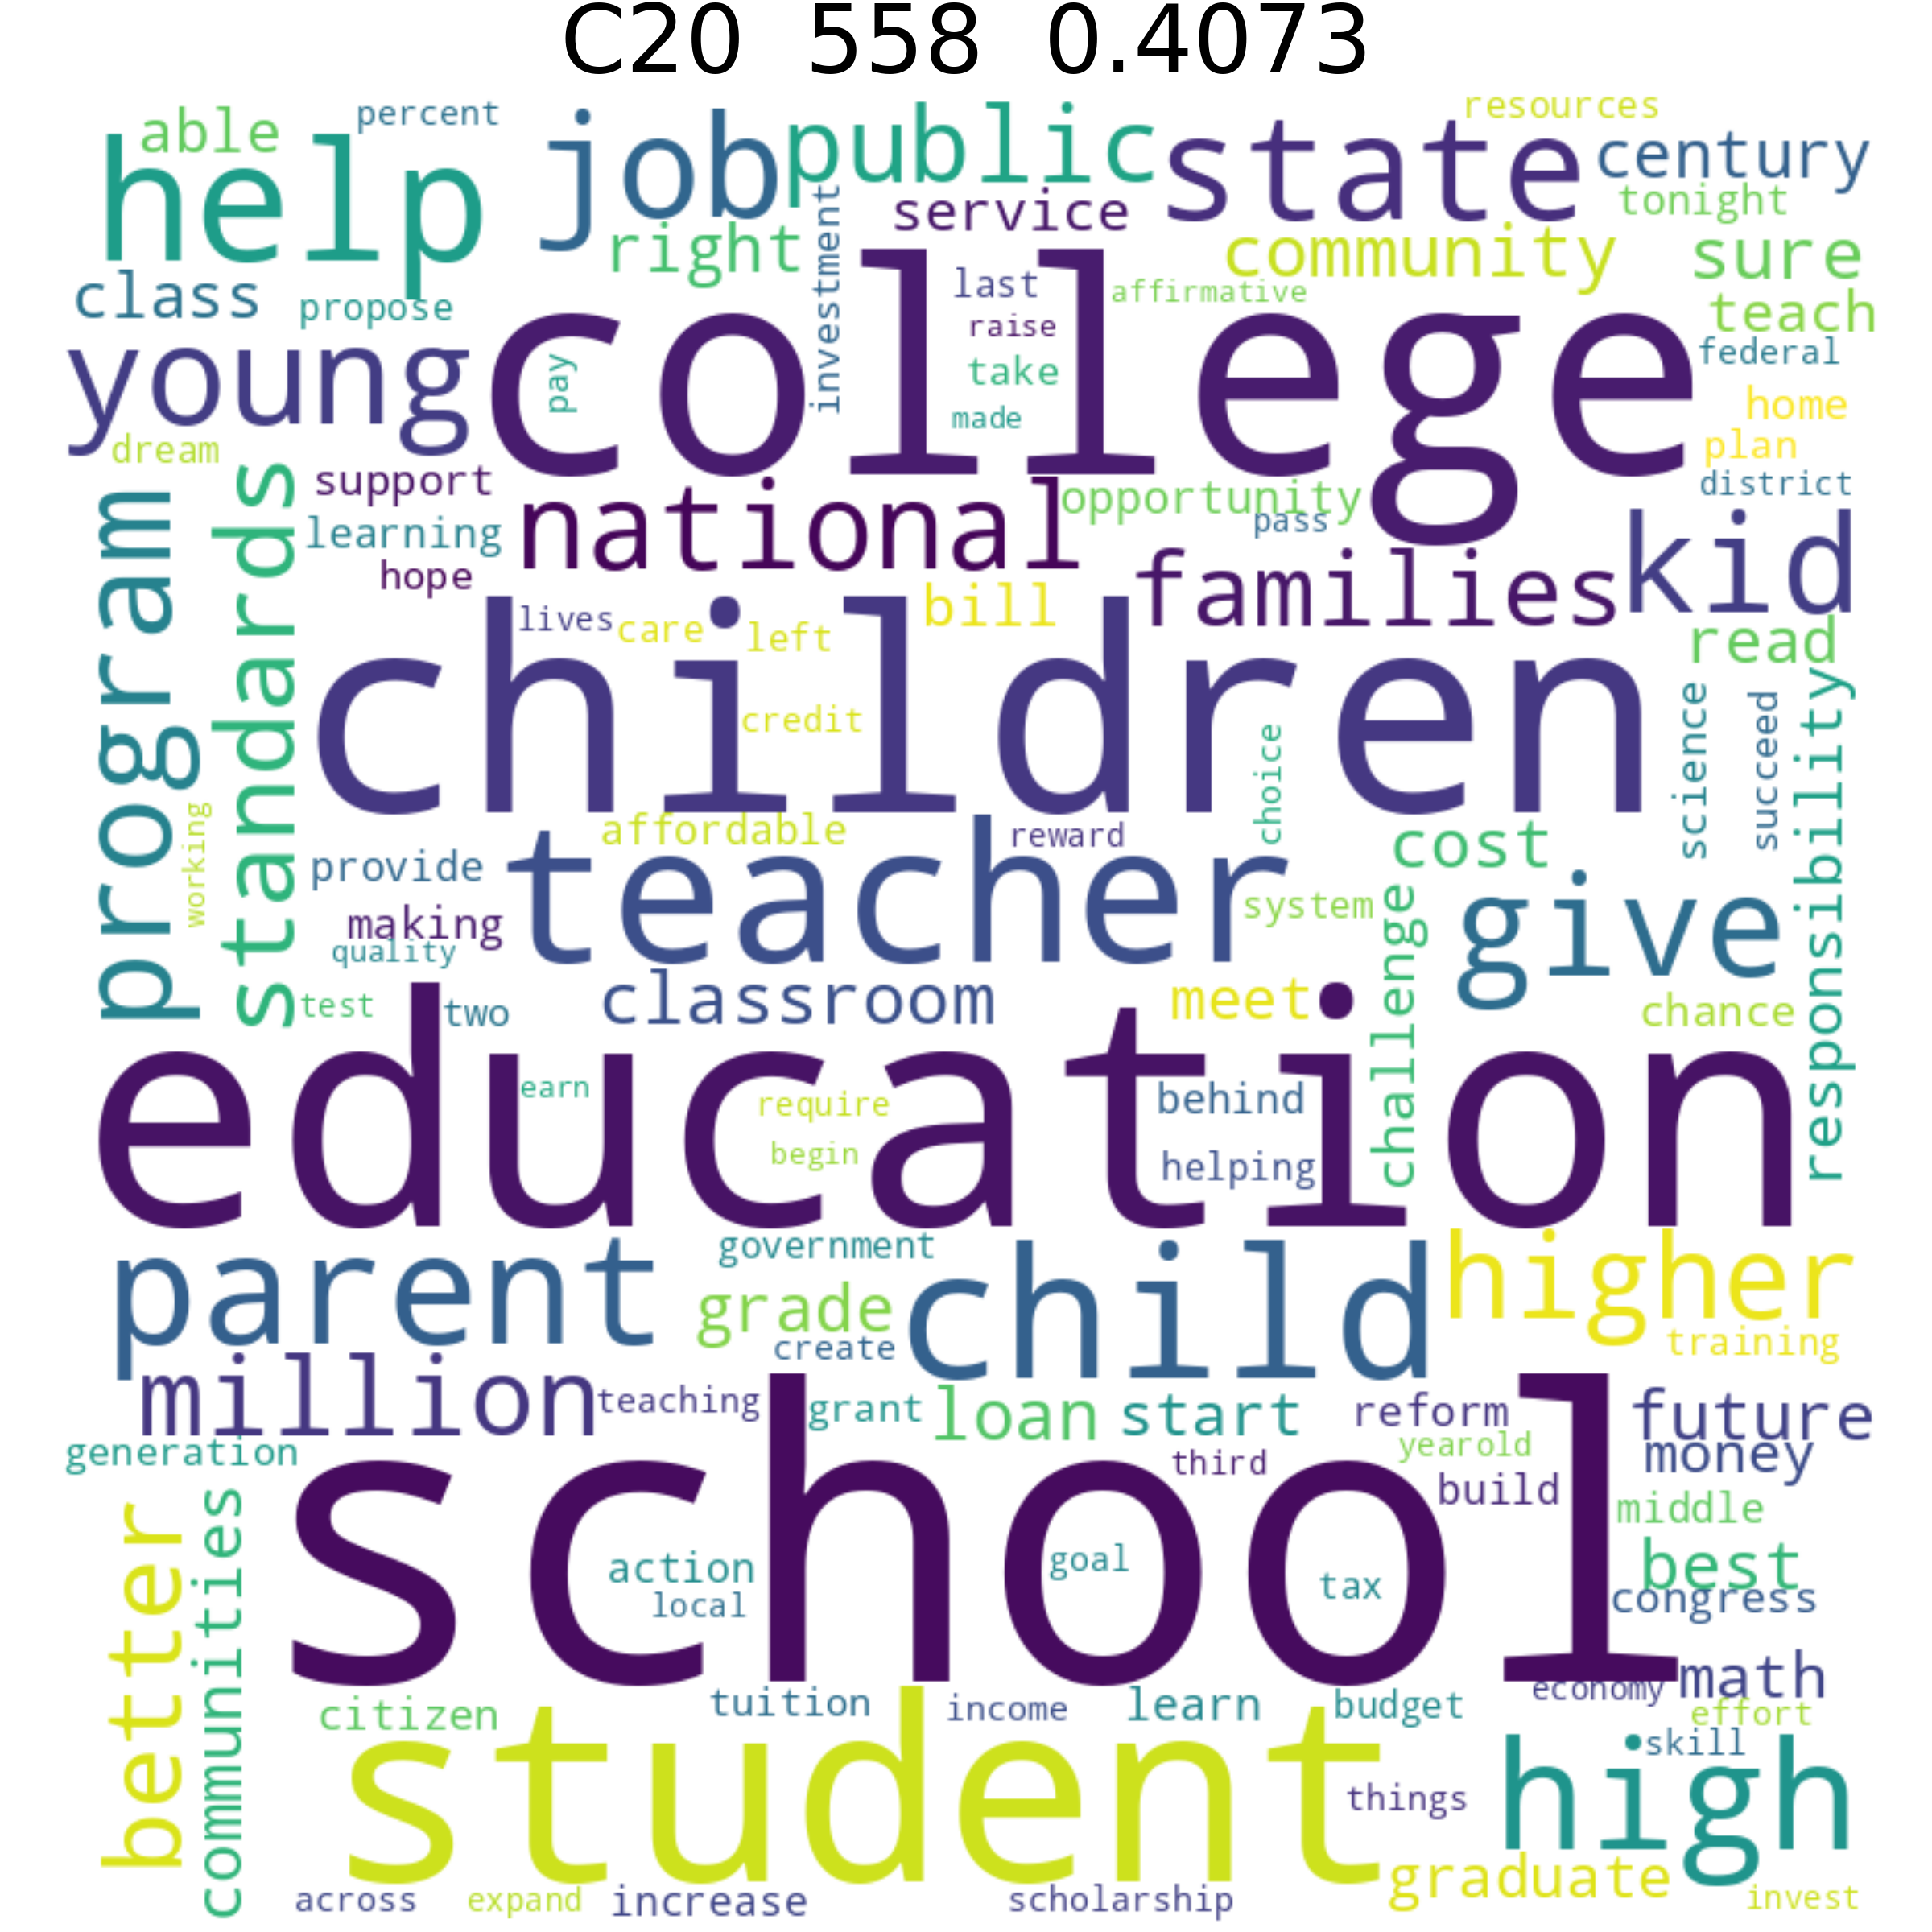 C20 558 0.4073
able
percent
help
job
public
state
resources
century
tonight
service
right
investment
community
sure
class
propose
last
affirmative
teach
raise
federal
young
college
pay
take
made
home
dream
plan
support
district
program
standards
learning
national
opportunity
pass
hope
families
kid
lives
care
left
bill
read
children
credit
choice
science
succeed
responsibility
working
affordable
reward
cost
provide
teacher
system
challenge
give
making
quality
test
two
classroom
meet
chance
education
earn
require
behind
begin
helping
parent
government
child
higher
grade
create
training
million
teaching
grant
loan
start
reform
future
generation
third
yearold
money
better
communities
school
build
middle
action
goal
tax
best
local
congress
math
economy
citizen
tuition
income
learn
budget
effort
student
high
skill
things
graduate
across
expand
increase
scholarship
invest